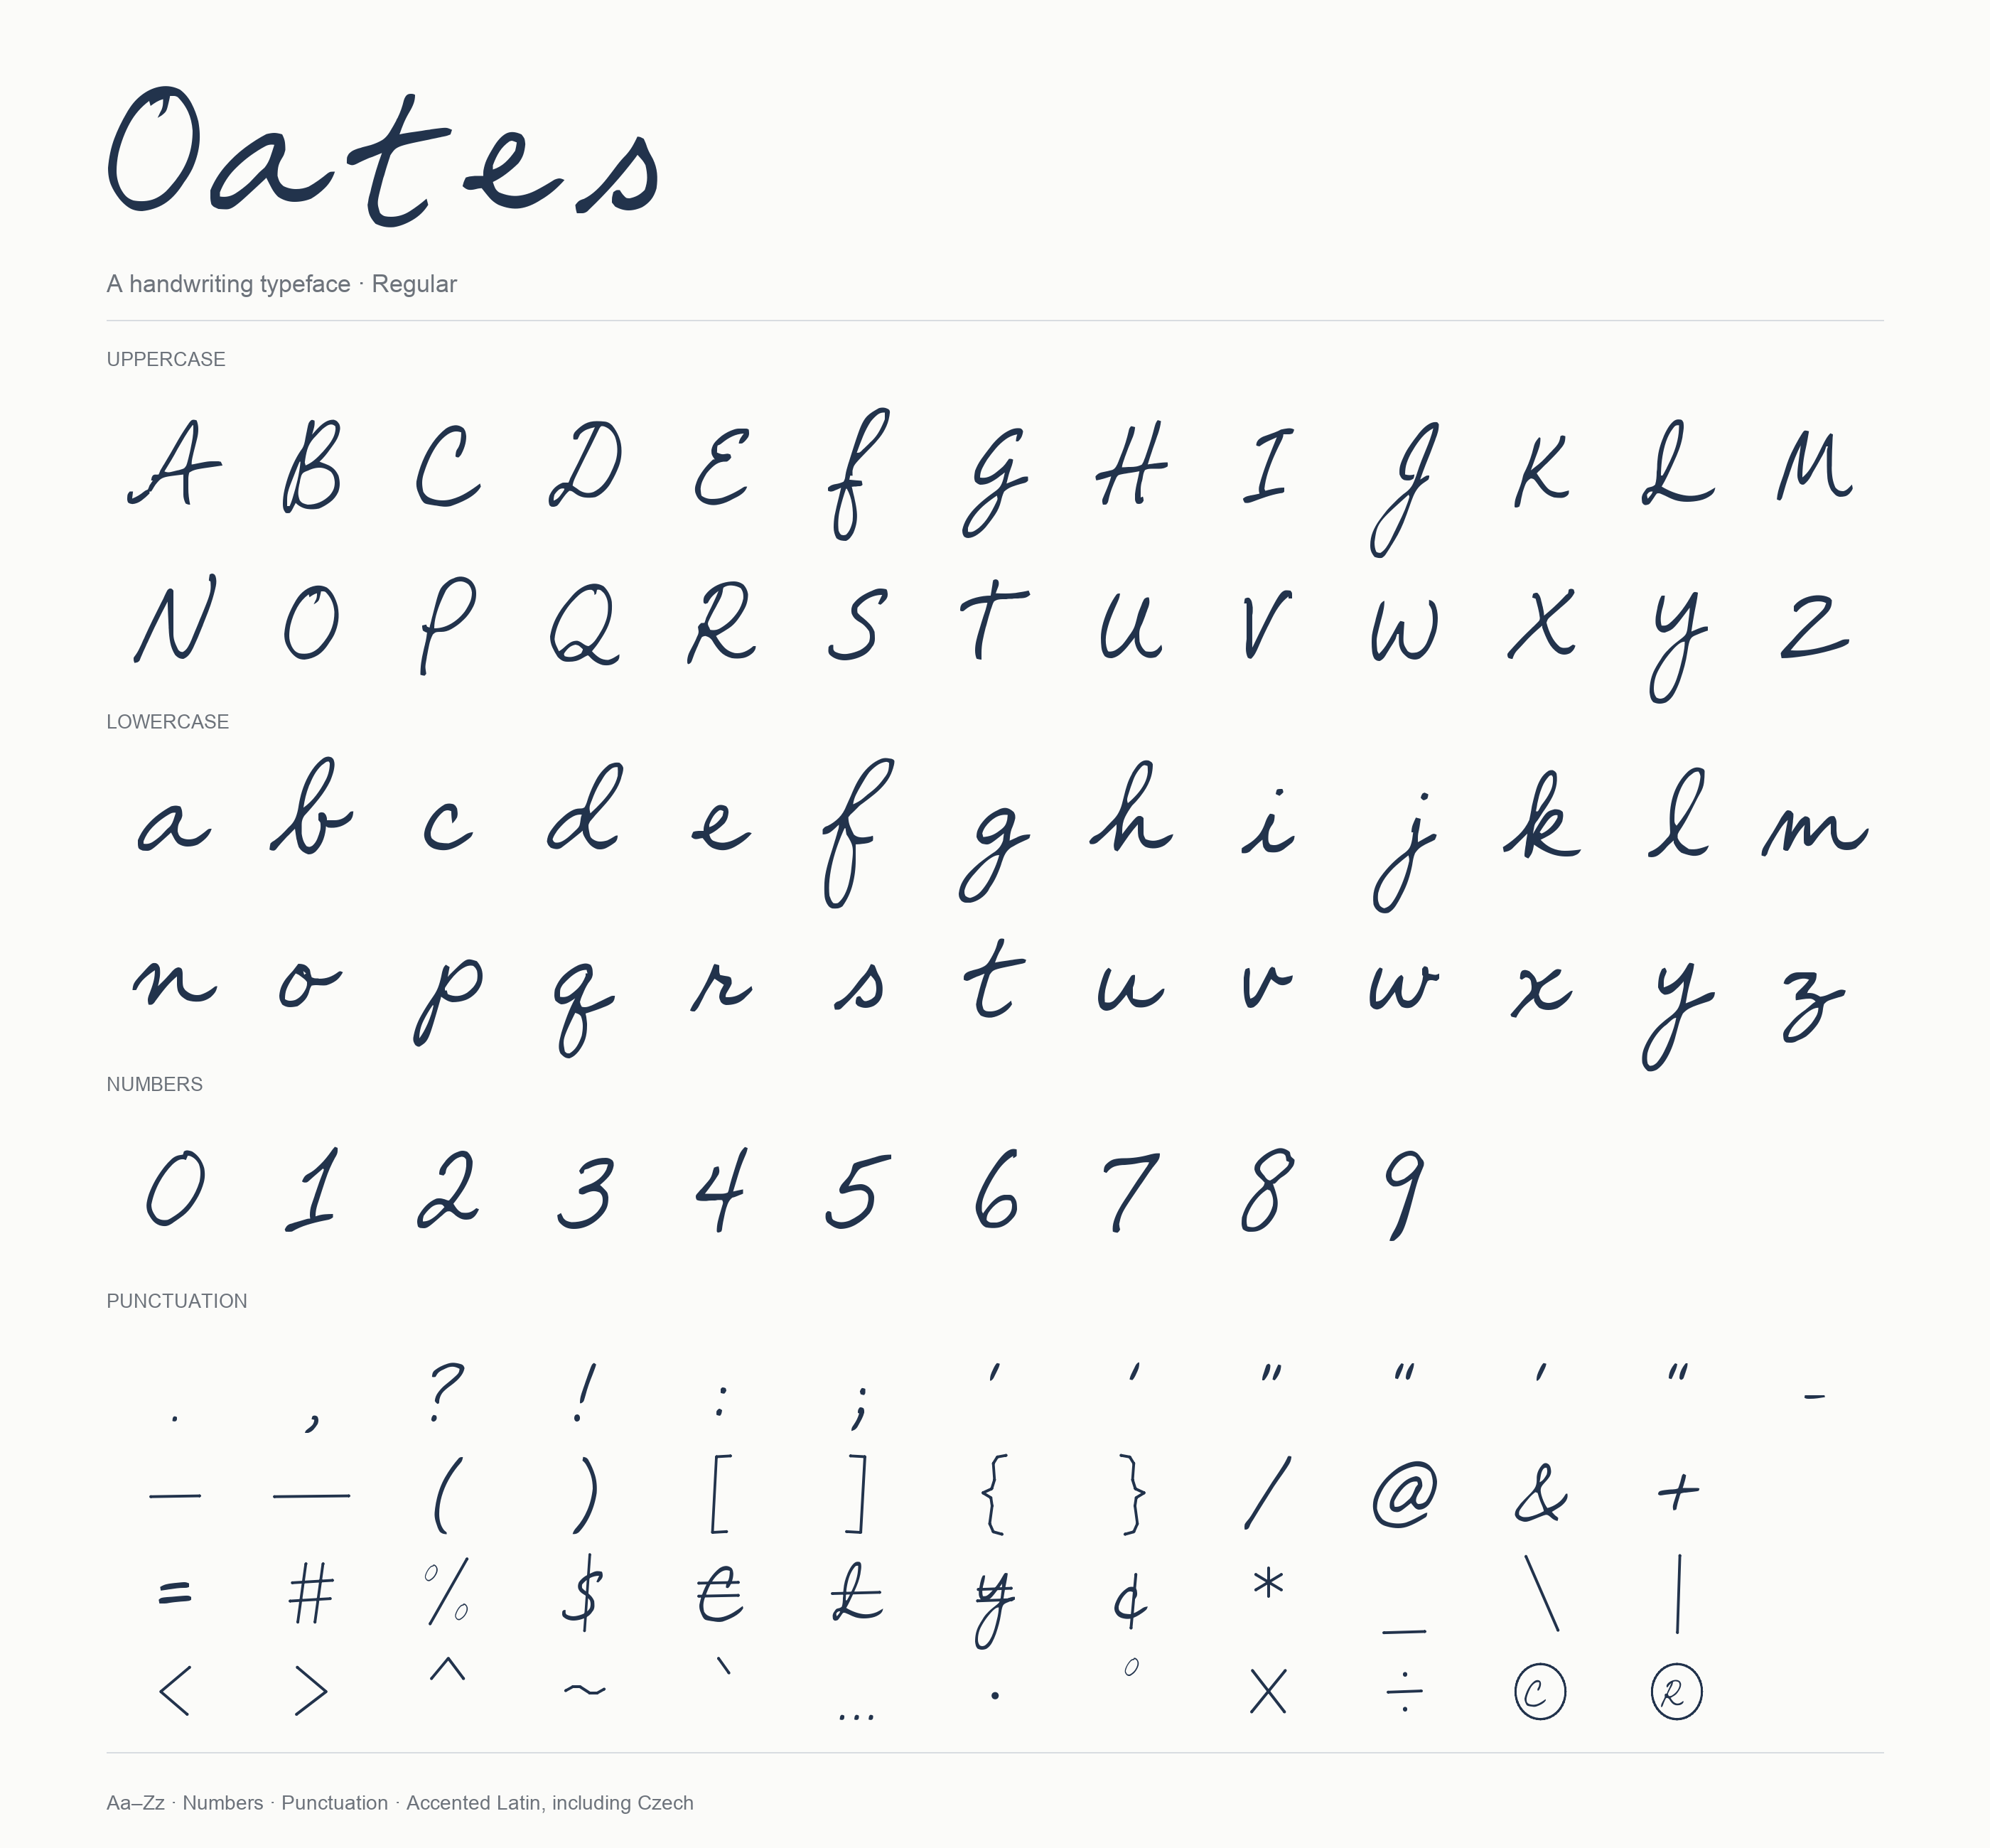 Oates
A handwriting typeface · Regular
UPPERCASE
A B C D E F G H I J K L M
N O P Q R S T U V W X Y Z
LOWERCASE
a b c d e f g h i j k l m
n o p q r s t u v w x y z
NUMBERS
0 1 2 3 4 5 6 7 8 9
PUNCTUATION
. , ? ! : ; ' ' " “ ' “ -
– — ( ) [ ] { } / @ & +
= # % $ € £ ¥ ¢ * _ \ |
< > ^ ~ ` … · ° × ÷ © ®
Aa–Zz · Numbers · Punctuation · Accented Latin, including Czech